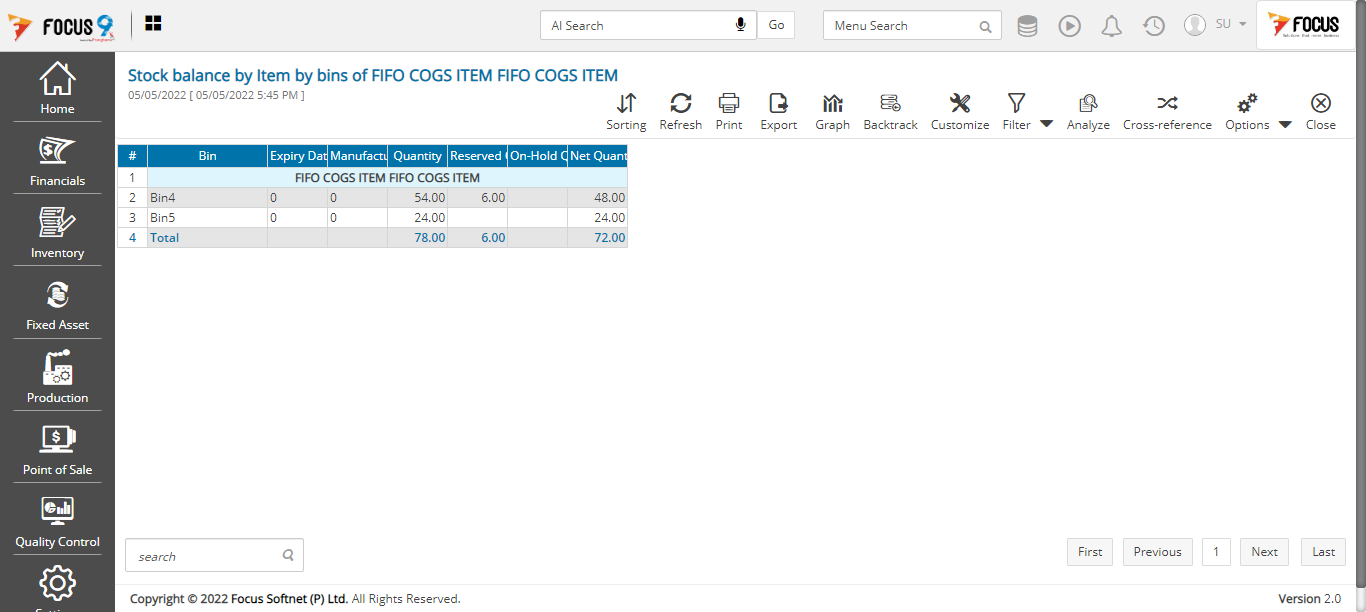 FOCUS 9
AI Search
Go
Menu Search
SU
FOCUS
Home
Financials
Inventory
Fixed Asset
Production
Point of Sale
Quality Control
Stock balance by Item by bins of FIFO COGS ITEM FIFO COGS ITEM
05/05/2022 [ 05/05/2022 5:45 PM ]
Sorting Refresh Print Export Graph Backtrack Customize Filter Analyze Cross-reference Options Close
# Bin Expiry Dat Manufactu Quantity Reserved On-Hold Net Quant
1 FIFO COGS ITEM FIFO COGS ITEM
2 Bin4 0 0 54.00 6.00 48.00
3 Bin5 0 0 24.00 24.00
4 Total 78.00 6.00 72.00
search
First Previous 1 Next Last
Copyright © 2022 Focus Softnet (P) Ltd. All Rights Reserved.
Version 2.0